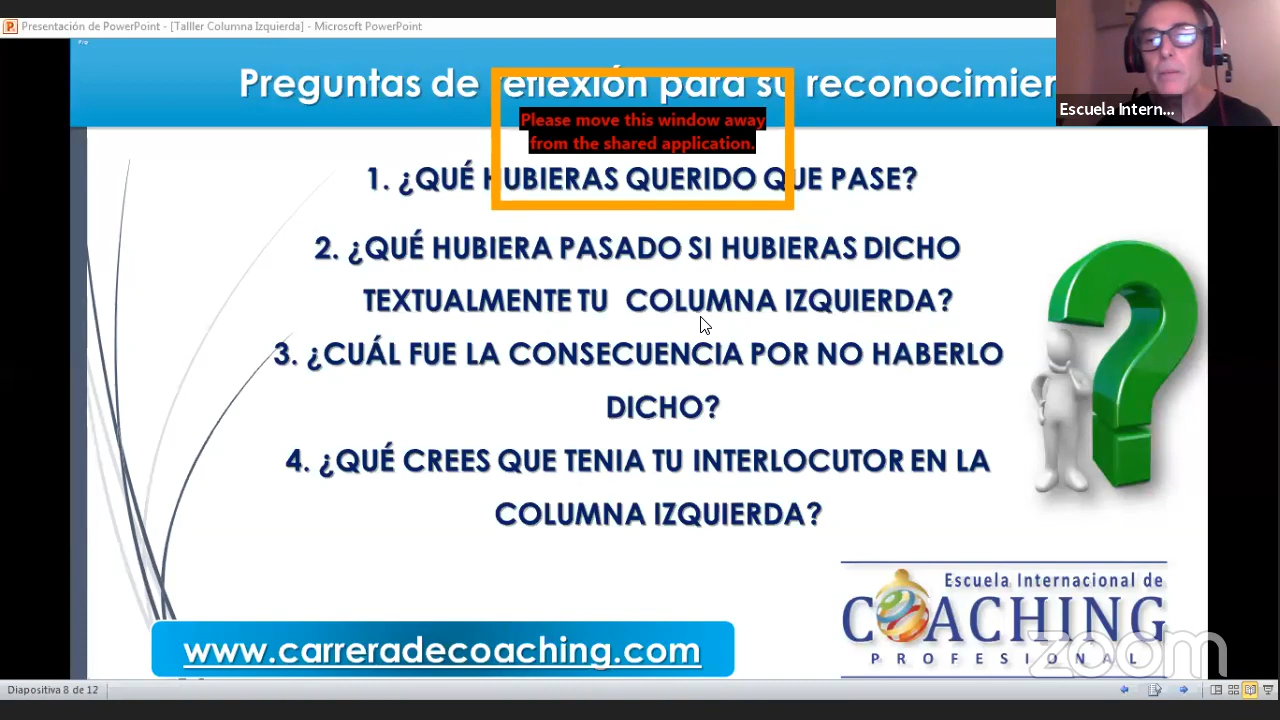 Presentación de PowerPoint - [Talller Columna Izquierda] - Microsoft PowerPoint
Pro
Preguntas de reflexión para su reconocimien
Please move this window away
from the shared application.
Escuela Intern...
1. ¿QUÉ HUBIERAS QUERIDO QUE PASE?
2. ¿QUÉ HUBIERA PASADO SI HUBIERAS DICHO
TEXTUALMENTE TU COLUMNA IZQUIERDA?
3. ¿CUÁL FUE LA CONSECUENCIA POR NO HABERLO
DICHO?
4. ¿QUÉ CREES QUE TENIA TU INTERLOCUTOR EN LA
COLUMNA IZQUIERDA?
Escuela Internacional de
COACHING
PROFESIONAL
www.carreradecoaching.com
zoom
Diapositiva 8 de 12